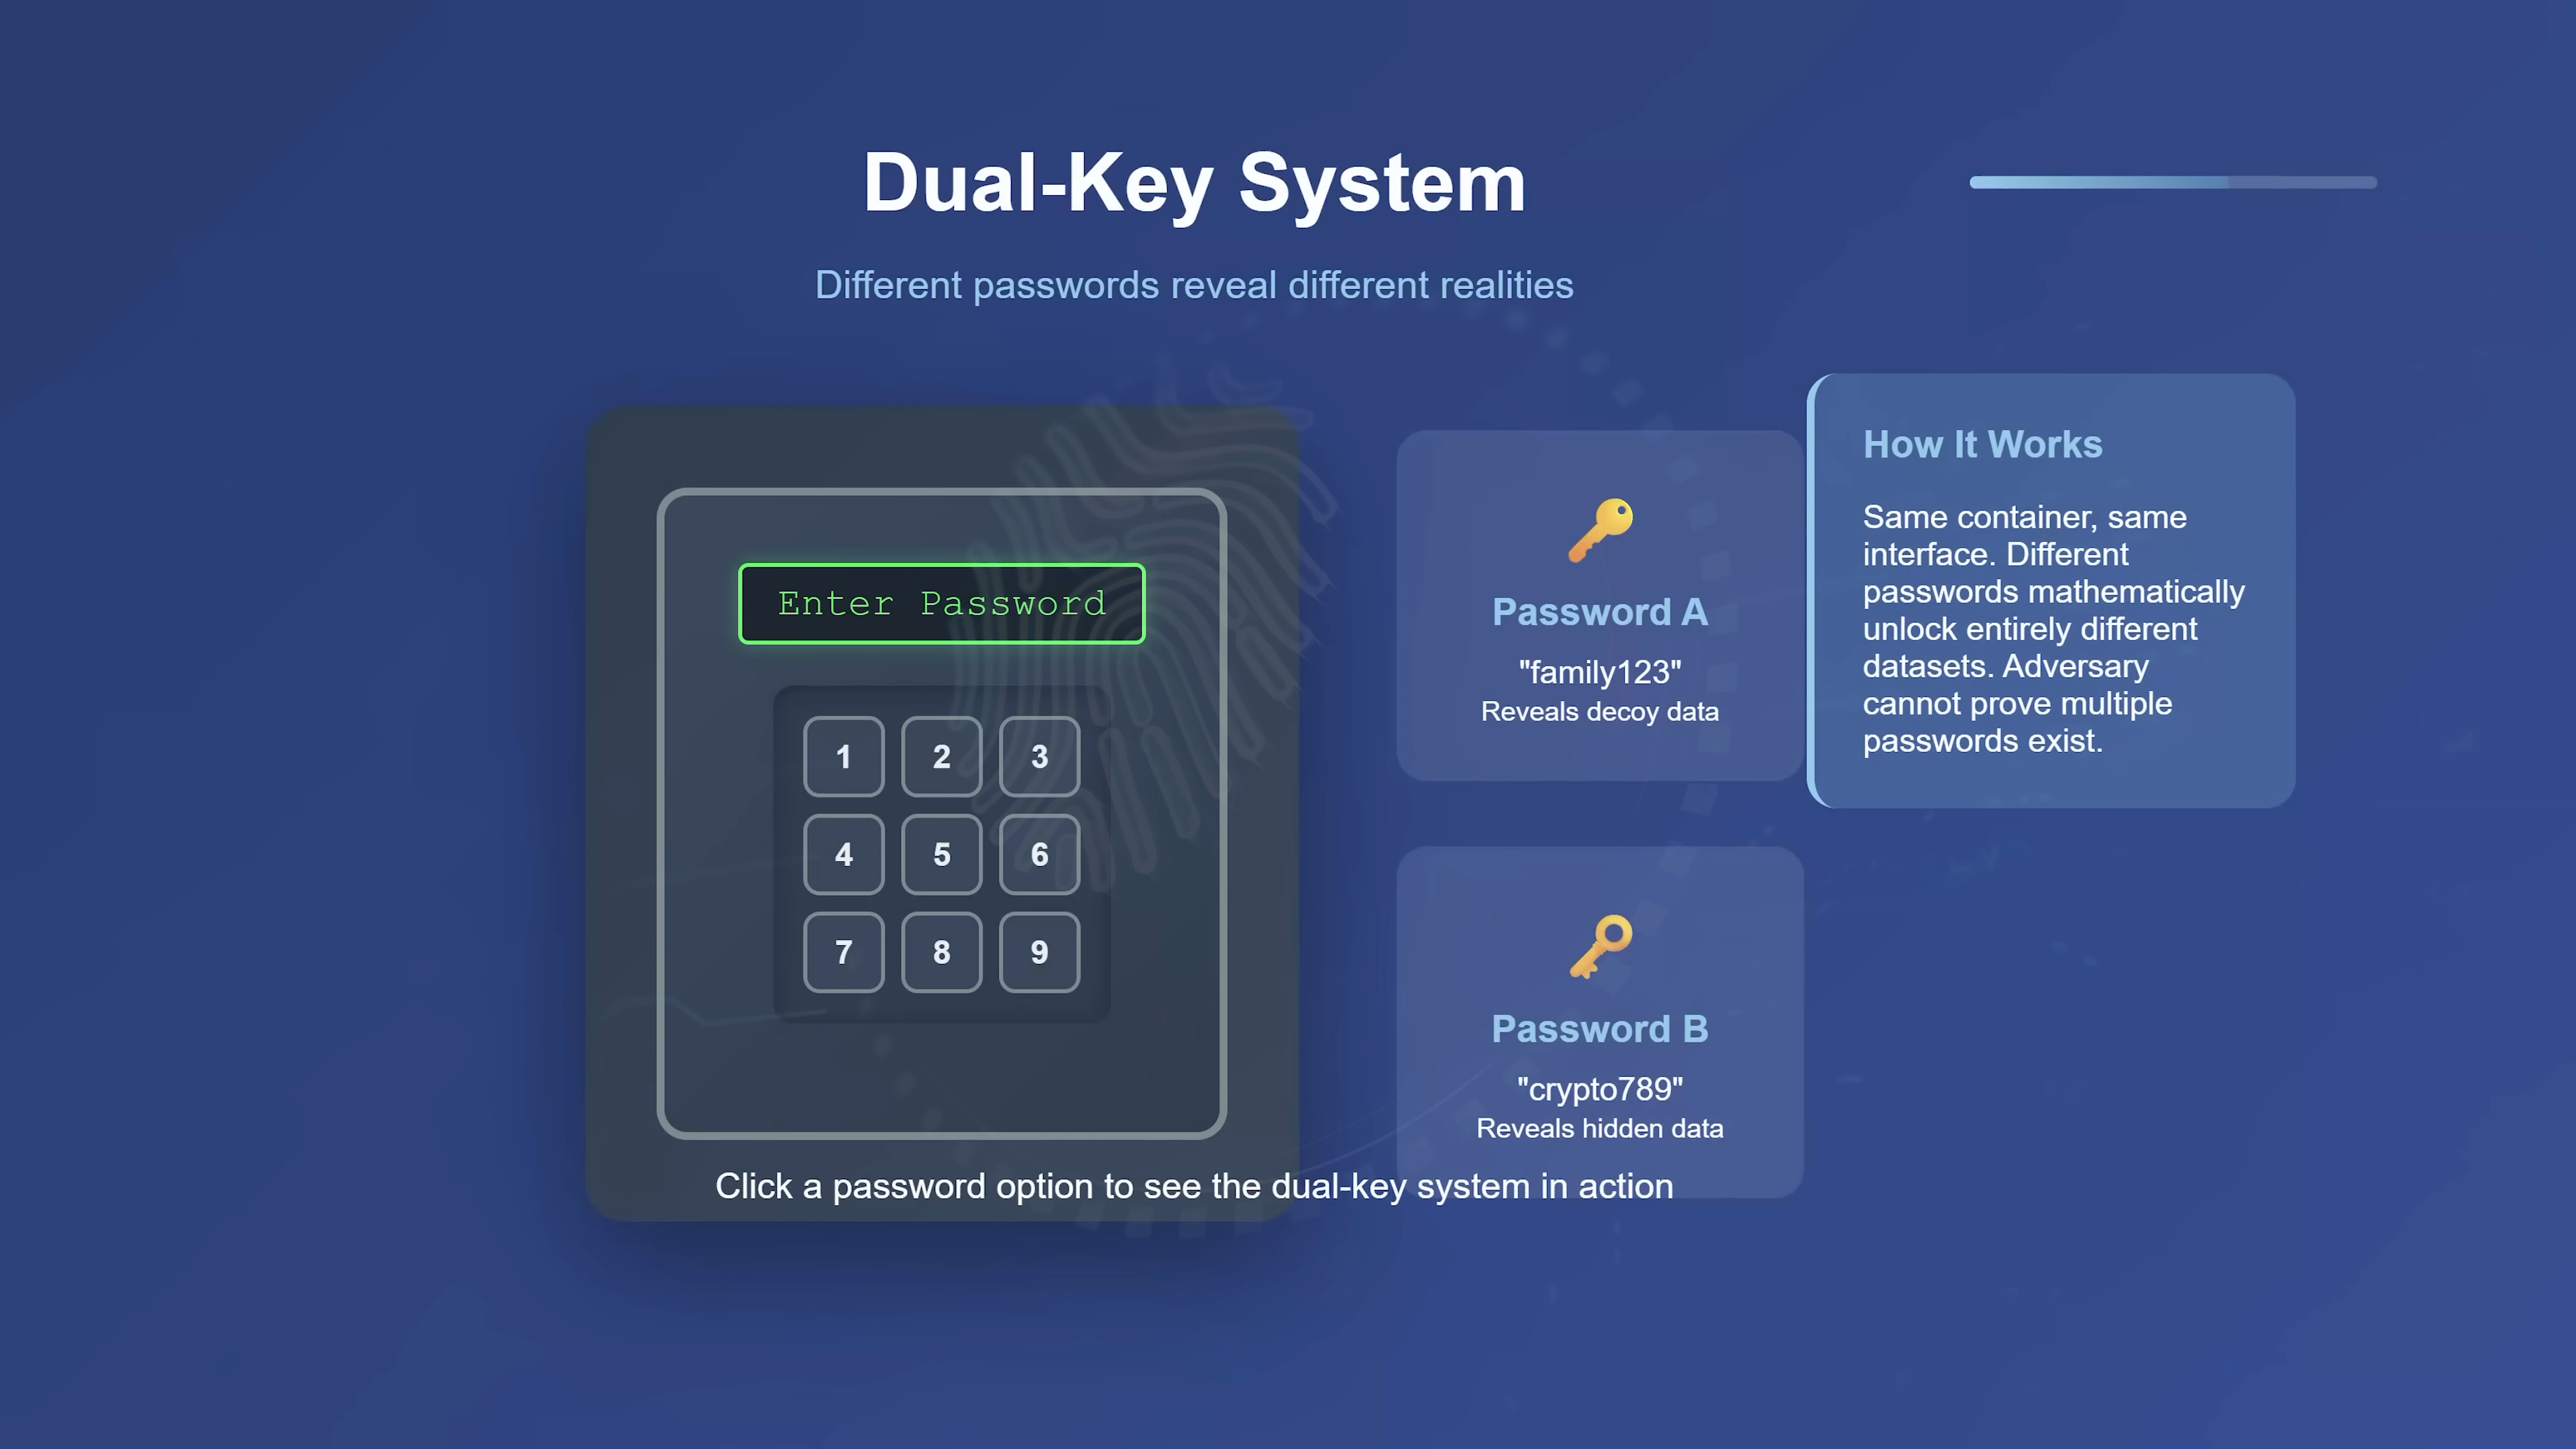 Dual-Key System
Different passwords reveal different realities
Enter Password
1 2 3
4 5 6
7 8 9
Password A
"family123"
Reveals decoy data
Password B
"crypto789"
Reveals hidden data
How It Works
Same container, same
interface. Different
passwords mathematically
unlock entirely different
datasets. Adversary
cannot prove multiple
passwords exist.
Click a password option to see the dual-key system in action